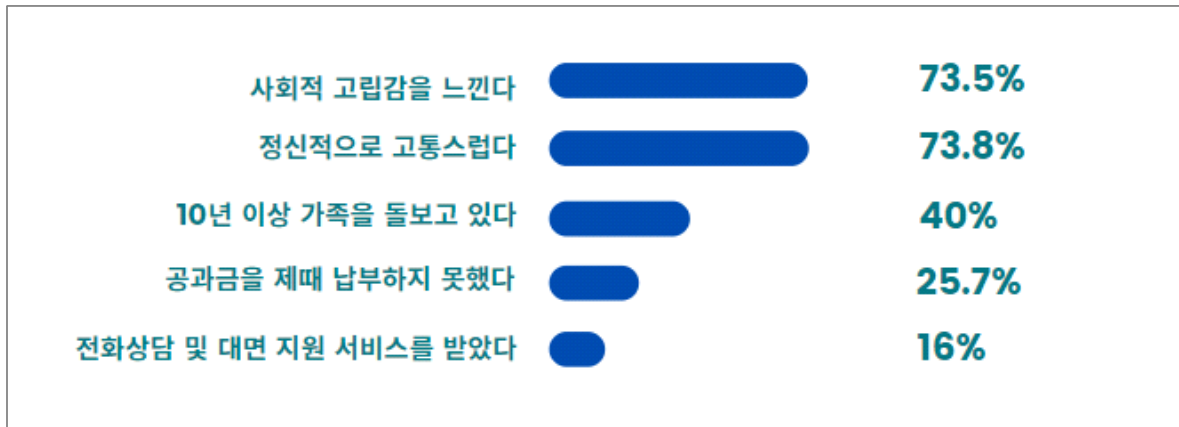 사회적 고립감을 느낀다 73.5%
정신적으로 고통스럽다 73.8%
10년 이상 가족을 돌보고 있다 40%
공과금을 제때 납부하지 못했다 25.7%
전화상담 및 대면 지원 서비스를 받았다 16%